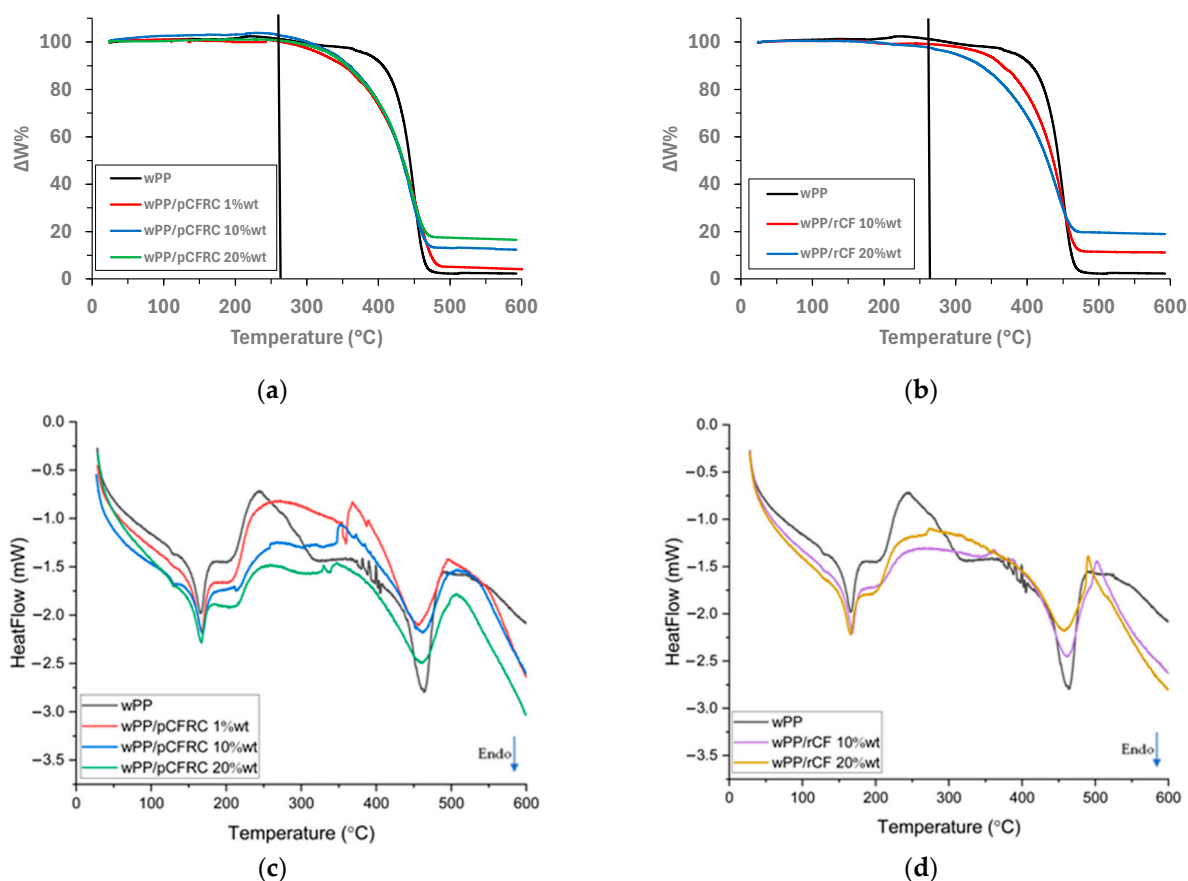 100
80
60
40
20
0
ΔW%
wPP
wPP/pCFRC 1%wt
wPP/pCFRC 10%wt
wPP/pCFRC 20%wt
0 100 200 300 400 500 600
Temperature (°C)
(a)
100
80
60
40
20
0
ΔW%
wPP
wPP/rCF 10%wt
wPP/rCF 20%wt
0 100 200 300 400 500 600
Temperature (°C)
(b)
0.0
−0.5
−1.0
−1.5
−2.0
−2.5
−3.0
−3.5
HeatFlow (mW)
wPP
wPP/pCFRC 1%wt
wPP/pCFRC 10%wt
wPP/pCFRC 20%wt
Endo
0 100 200 300 400 500 600
Temperature (°C)
(c)
0.0
−0.5
−1.0
−1.5
−2.0
−2.5
−3.0
−3.5
HeatFlow (mW)
wPP
wPP/rCF 10%wt
wPP/rCF 20%wt
Endo
0 100 200 300 400 500 600
Temperature (°C)
(d)